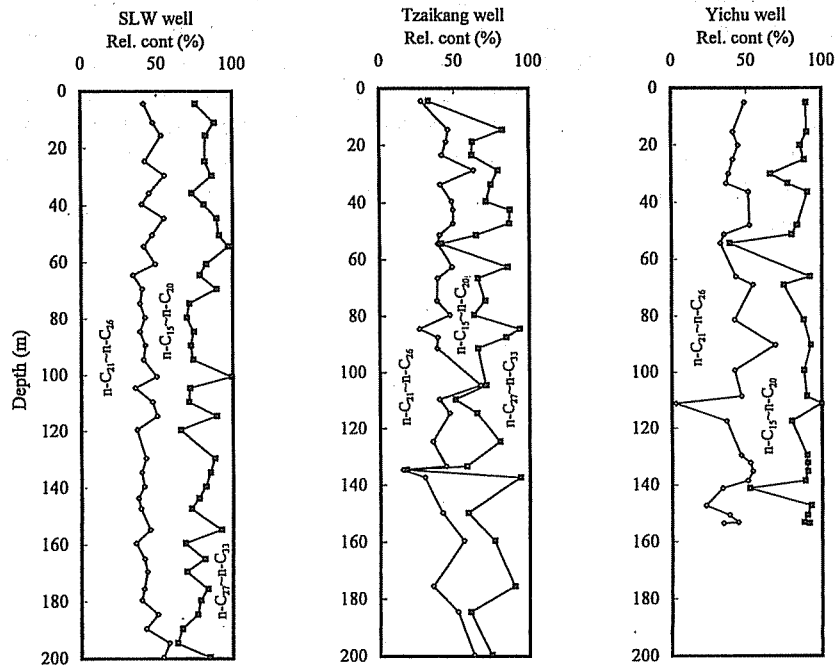 SLW well
Rel. cont (%)
0 50 100
Depth (m)
0
20
40
60
80
100
120
140
160
180
200
n-C21~n-C26
n-C15~n-C20
n-C27~n-C33
Tzaikang well
Rel. cont (%)
0 50 100
0
20
40
60
80
100
120
140
160
180
200
n-C21~n-C26
n-C15~n-C20
n-C27~n-C33
Yichu well
Rel. cont (%)
0 50 100
0
20
40
60
80
100
120
140
160
180
200
n-C21~n-C26
n-C15~n-C20